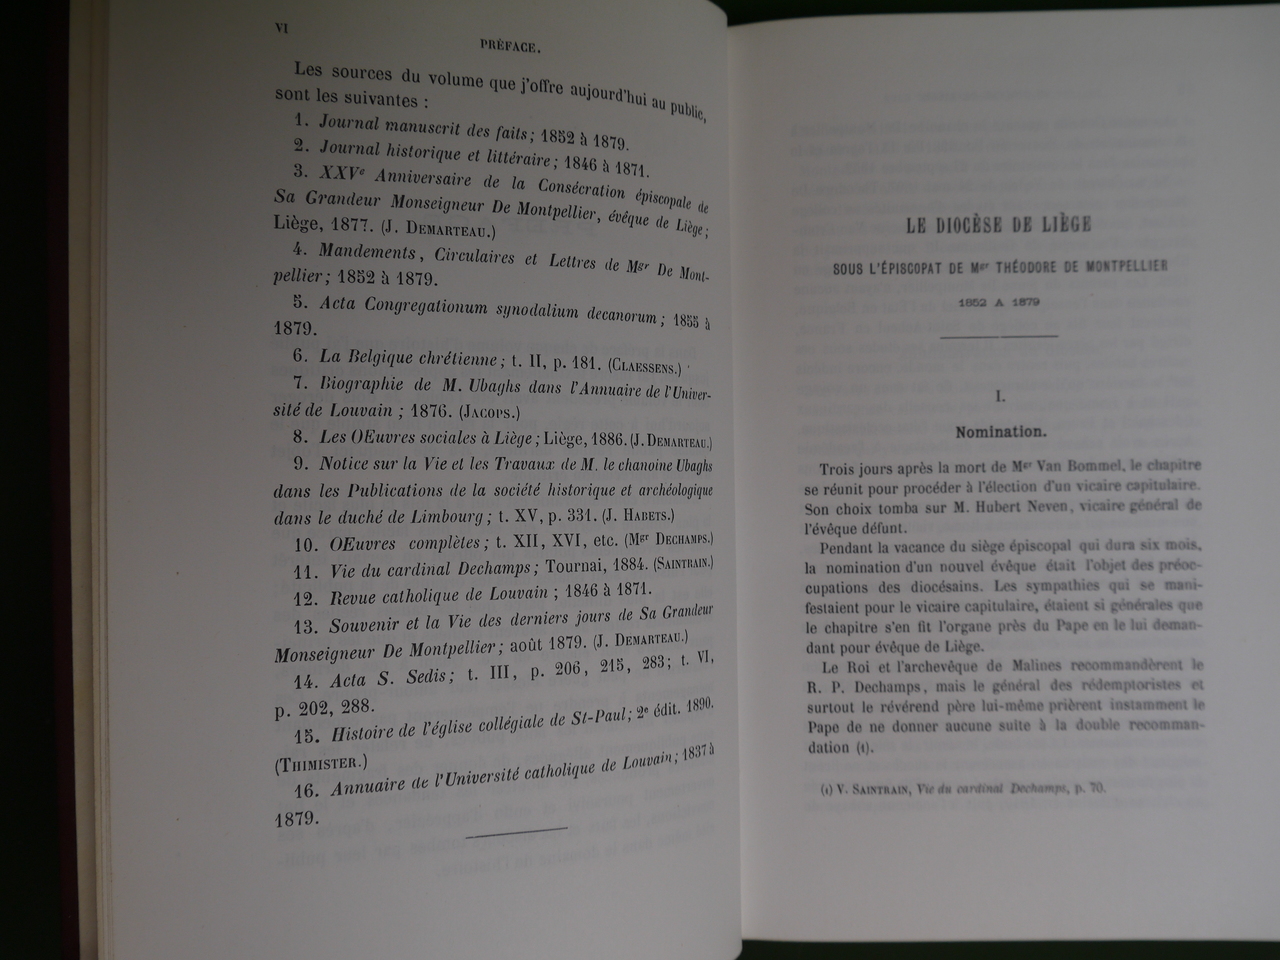 VI
PRÉFACE.
Les sources du volume que j'offre aujourd'hui au public,
sont les suivantes :
1. Journal manuscrit des faits; 1852 à 1879.
2. Journal historique et littéraire; 1846 à 1871.
3. XXVe Anniversaire de la Consécration épiscopale de
Sa Grandeur Monseigneur De Montpellier, évêque de Liège;
Liège, 1877. (J. DEMARTEAU.)
4. Mandements, Circulaires et Lettres de Mgr De Mont-
pellier; 1852 à 1879.
5. Acta Congregationum synodalium decanorum; 1855 à
1879.
6. La Belgique chrétienne; t. II, p. 181. (CLAESSENS.)
7. Biographie de M. Ubaghs dans l'Annuaire de l'Univer-
sité de Louvain; 1876. (JACOPS.)
8. Les OEuvres sociales à Liège; Liège, 1886. (J. DEMARTEAU.)
9. Notice sur la Vie et les Travaux de M. le chanoine Ubaghs
dans les Publications de la société historique et archéologique
dans le duché de Limbourg; t. XV, p. 331. (J. HABETS.)
10. OEuvres complètes; t. XII, XVI, etc. (Mgr DECHAMPS.)
11. Vie du cardinal Dechamps; Tournai, 1884. (SAINTRAIN.)
12. Revue catholique de Louvain; 1846 à 1871.
13. Souvenir et la Vie des derniers jours de Sa Grandeur
Monseigneur De Montpellier; août 1879. (J. DEMARTEAU.)
14. Acta S. Sedis; t. III, p. 206, 215, 283; t. VI,
p. 202, 288.
15. Histoire de l'église collégiale de St-Paul; 2e édit. 1890.
(THIMISTER.)
16. Annuaire de l'Université catholique de Louvain; 1837 à
1879.
LE DIOCÈSE DE LIÈGE
SOUS L'ÉPISCOPAT DE Mgr THÉODORE DE MONTPELLIER
1852 A 1879
I.
Nomination.
Trois jours après la mort de Mgr Van Bommel, le chapitre
se réunit pour procéder à l'élection d'un vicaire capitulaire.
Son choix tomba sur M. Hubert Neven, vicaire général de
l'évêque défunt.
Pendant la vacance du siège épiscopal qui dura six mois,
la nomination d'un nouvel évêque était l'objet des préoc-
cupations des diocésains. Les sympathies qui se mani-
festaient pour le vicaire capitulaire, étaient si générales que
le chapitre s'en fit l'organe près du Pape en le lui deman-
dant pour évêque de Liège.
Le Roi et l'archevêque de Malines recommandèrent le
R. P. Dechamps, mais le général des rédemptoristes et
surtout le révérend père lui-même prièrent instamment le
Pape de ne donner aucune suite à la double recomman-
dation (1).
(1) V. SAINTRAIN, Vie du cardinal Dechamps, p. 70.